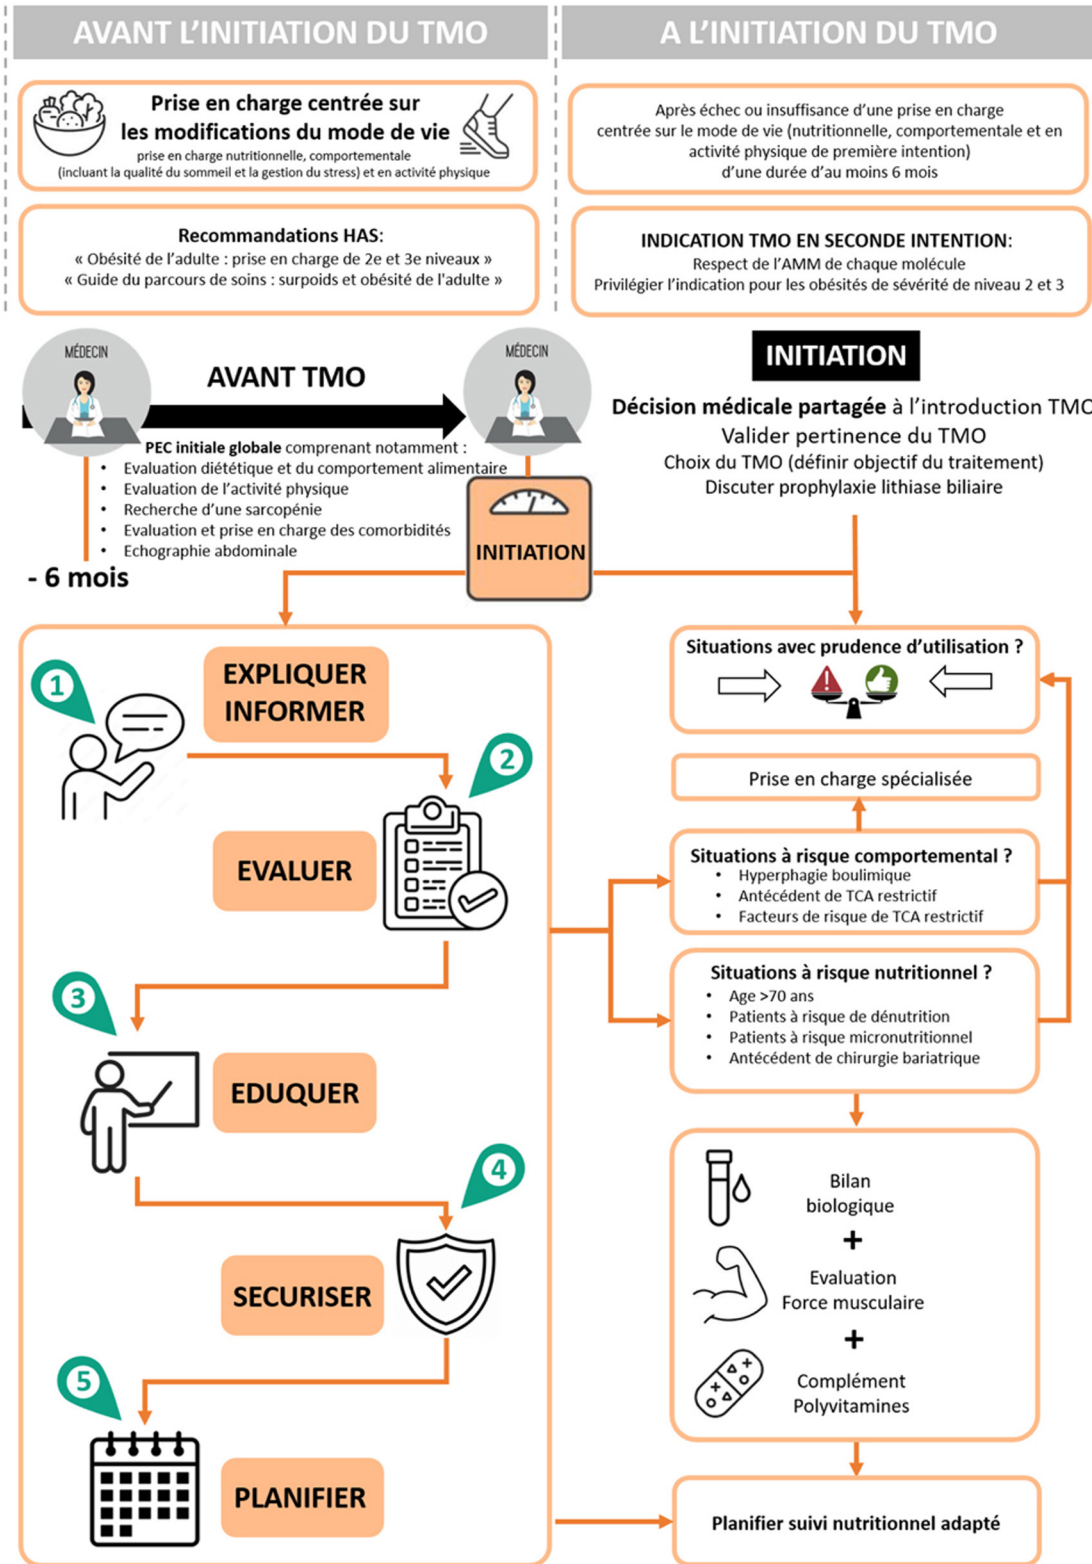 AVANT L'INITIATION DU TMO
A L'INITIATION DU TMO
Prise en charge centrée sur
les modifications du mode de vie
prise en charge nutritionnelle, comportementale
(incluant la qualité du sommeil et la gestion du stress) et en activité physique
Après échec ou insuffisance d'une prise en charge
centrée sur le mode de vie (nutritionnelle, comportementale et en
activité physique de première intention)
d'une durée d'au moins 6 mois
Recommandations HAS:
« Obésité de l'adulte : prise en charge de 2e et 3e niveaux »
« Guide du parcours de soins : surpoids et obésité de l'adulte »
INDICATION TMO EN SECONDE INTENTION:
Respect de l'AMM de chaque molécule
Privilégier l'indication pour les obésités de sévérité de niveau 2 et 3
MÉDECIN
AVANT TMO
MÉDECIN
PEC initiale globale comprenant notamment :
• Evaluation diététique et du comportement alimentaire
• Evaluation de l'activité physique
• Recherche d'une sarcopénie
• Evaluation et prise en charge des comorbidités
• Echographie abdominale
- 6 mois
INITIATION
INITIATION
Décision médicale partagée à l'introduction TMO
Valider pertinence du TMO
Choix du TMO (définir objectif du traitement)
Discuter prophylaxie lithiase biliaire
1
EXPLIQUER
INFORMER
2
EVALUER
3
EDUQUER
4
SECURISER
5
PLANIFIER
Situations avec prudence d'utilisation ?
Prise en charge spécialisée
Situations à risque comportemental ?
• Hyperphagie boulimique
• Antécédent de TCA restrictif
• Facteurs de risque de TCA restrictif
Situations à risque nutritionnel ?
• Age >70 ans
• Patients à risque de dénutrition
• Patients à risque micronutritionnel
• Antécédent de chirurgie bariatrique
Bilan
biologique
+
Evaluation
Force musculaire
+
Complément
Polyvitamines
Planifier suivi nutritionnel adapté